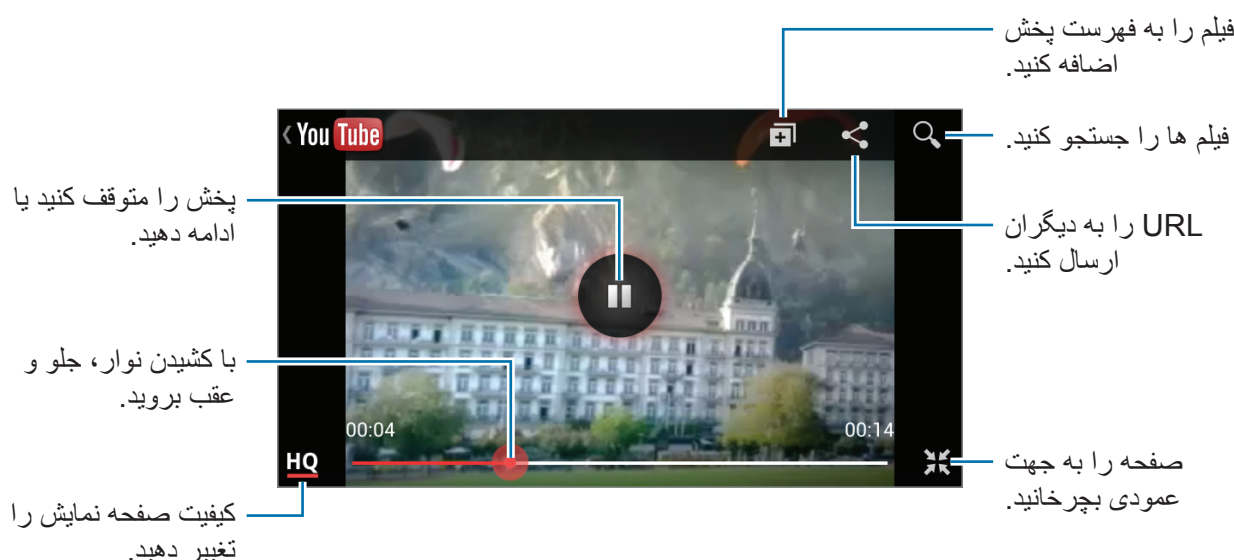 فیلم را به فهرست پخش
اضافه کنید.
فیلم ها را جستجو کنید.
URL را به دیگران
ارسال کنید.
صفحه را به جهت
عمودی بچرخانید.
پخش را متوقف کنید یا
ادامه دهید.
با کشیدن نوار، جلو و
عقب بروید.
کیفیت صفحه نمایش را
تغییر دهید.
You Tube
00:04
00:14
HQ